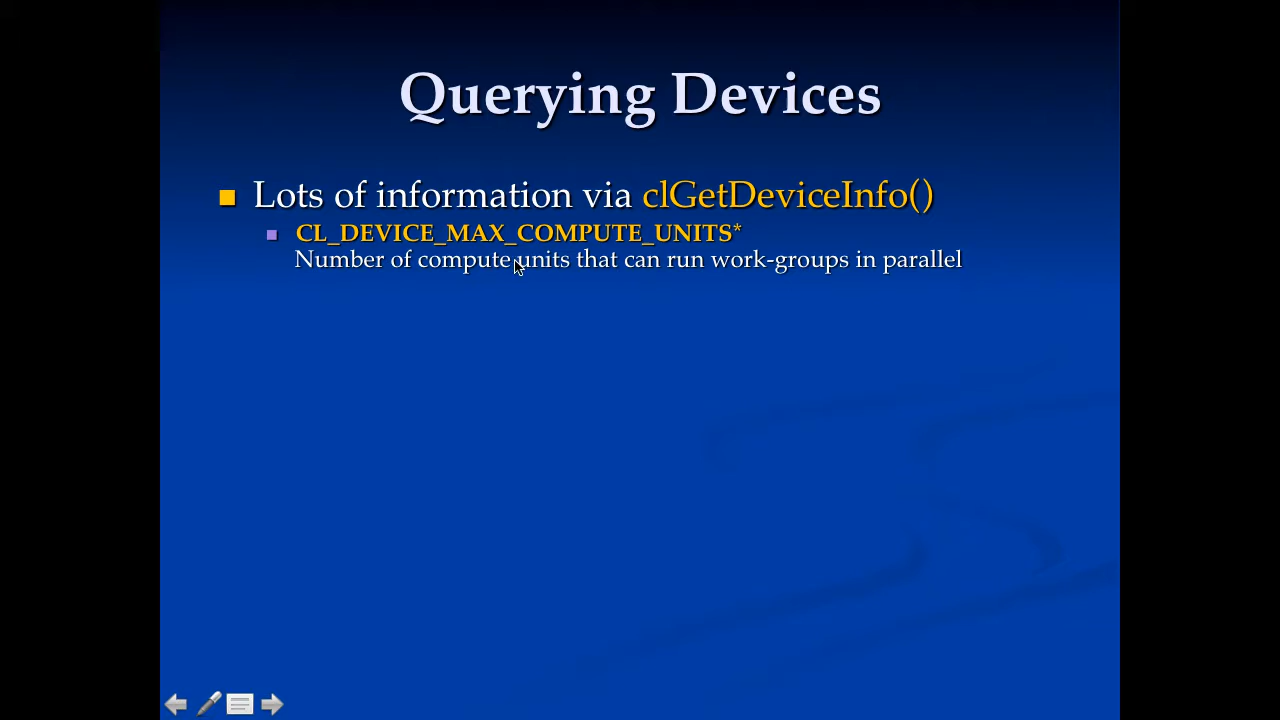 Querying Devices
Lots of information via clGetDeviceInfo()
CL_DEVICE_MAX_COMPUTE_UNITS*
Number of compute units that can run work-groups in parallel